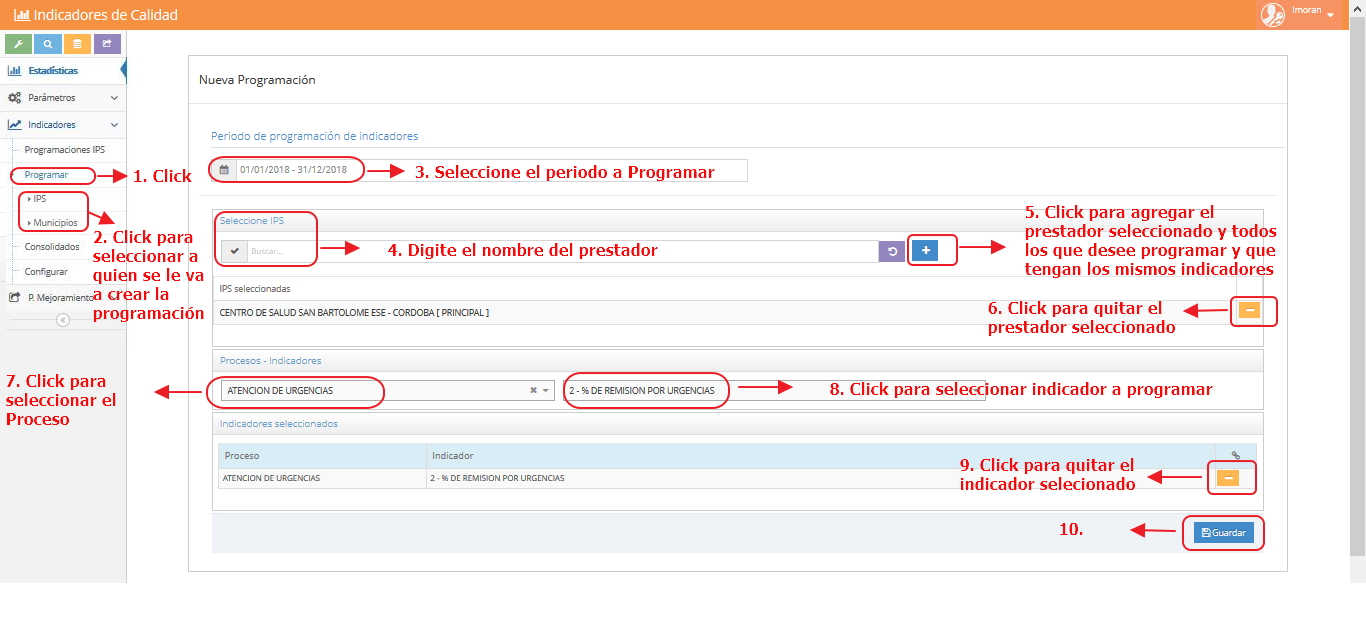 Indicadores de Calidad
lmoran
Estadísticas
Parámetros
Indicadores
Programaciones IPS
Programar
IPS
Municipios
Consolidados
Configurar
P. Mejoramiento
1. Click
2. Click para
seleccionar a
quien se le va
a crear la
programación
Nueva Programación
Periodo de programación de indicadores
01/01/2018 - 31/12/2018
3. Seleccione el periodo a Programar
Seleccione IPS
Buscar...
4. Digite el nombre del prestador
5. Click para agregar el
prestador seleccionado y todos
los que desee programar y que
tengan los mismos indicadores
IPS seleccionadas
CENTRO DE SALUD SAN BARTOLOME ESE - CORDOBA [ PRINCIPAL ]
6. Click para quitar el
prestador seleccionado
Procesos - Indicadores
7. Click para
seleccionar el
Proceso
ATENCION DE URGENCIAS
2 - % DE REMISION POR URGENCIAS
8. Click para seleccionar indicador a programar
Indicadores seleccionados
Proceso Indicador
ATENCION DE URGENCIAS 2 - % DE REMISION POR URGENCIAS
9. Click para quitar el
indicador selecionado
10.
Guardar